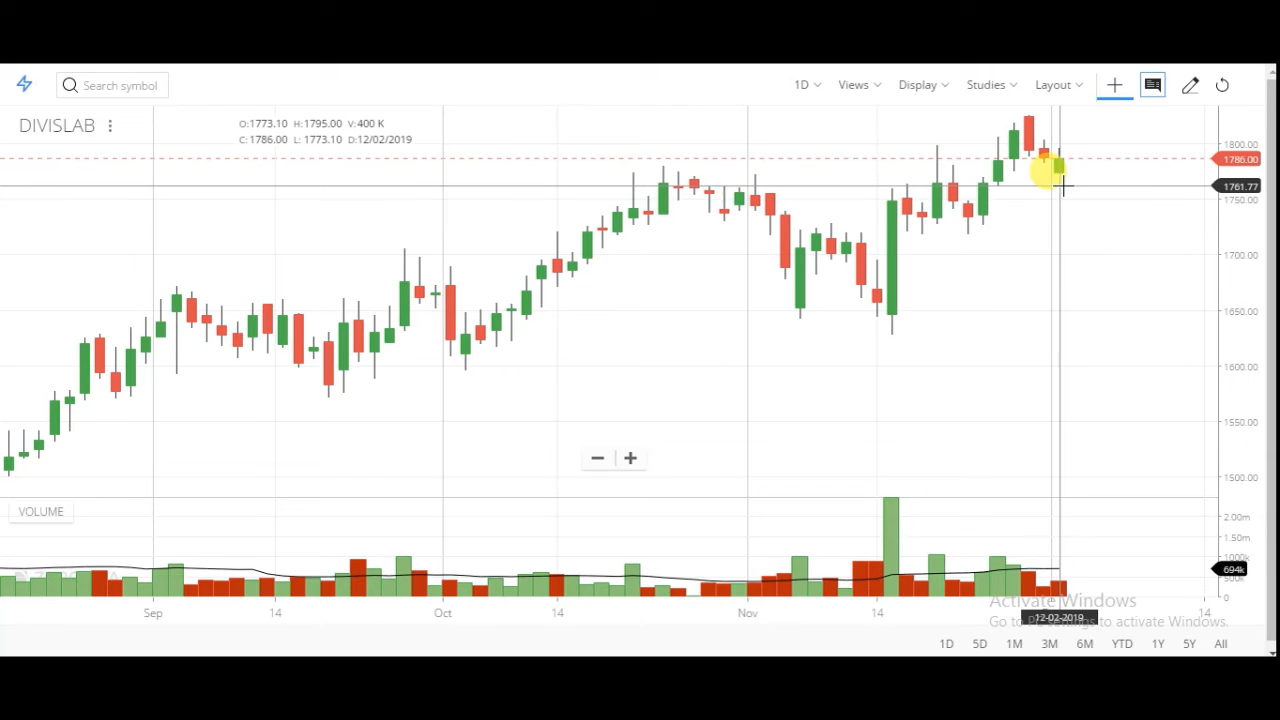 Search symbol
1D Views Display Studies Layout
DIVISLAB
O:1773.10 H:1795.00 V:400 K
C:1786.00 L: 1773.10 D:12/02/2019
1800.00
1786.00
1761.77
1750.00
1700.00
1650.00
1600.00
1550.00
1500.00
VOLUME
2.00m
1.50m
1000k
694k
500k
0
Sep 14 Oct 14 Nov 14 14
Activate Windows
12-02-2019
Go to PC settings to activate Windows.
1D 5D 1M 3M 6M YTD 1Y 5Y All